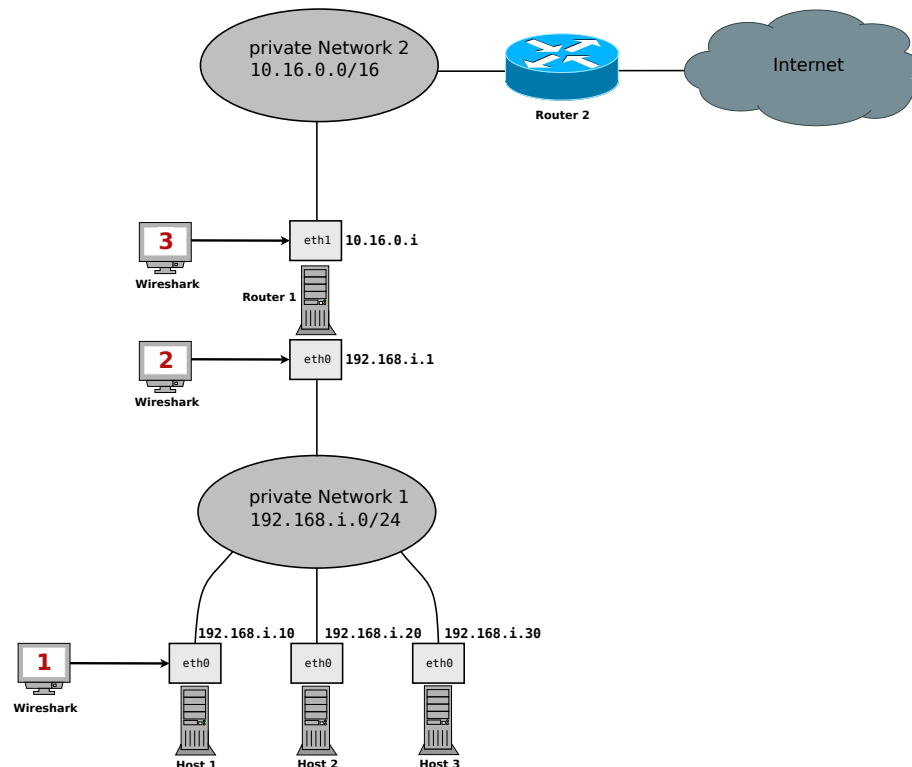 private Network 2
10.16.0.0/16
Internet
Router 2
3
eth1
10.16.0.i
Wireshark
Router 1
2
eth0
192.168.i.1
Wireshark
private Network 1
192.168.i.0/24
192.168.i.10
192.168.i.20
192.168.i.30
1
eth0
eth0
eth0
Wireshark
Host 1
Host 2
Host 3